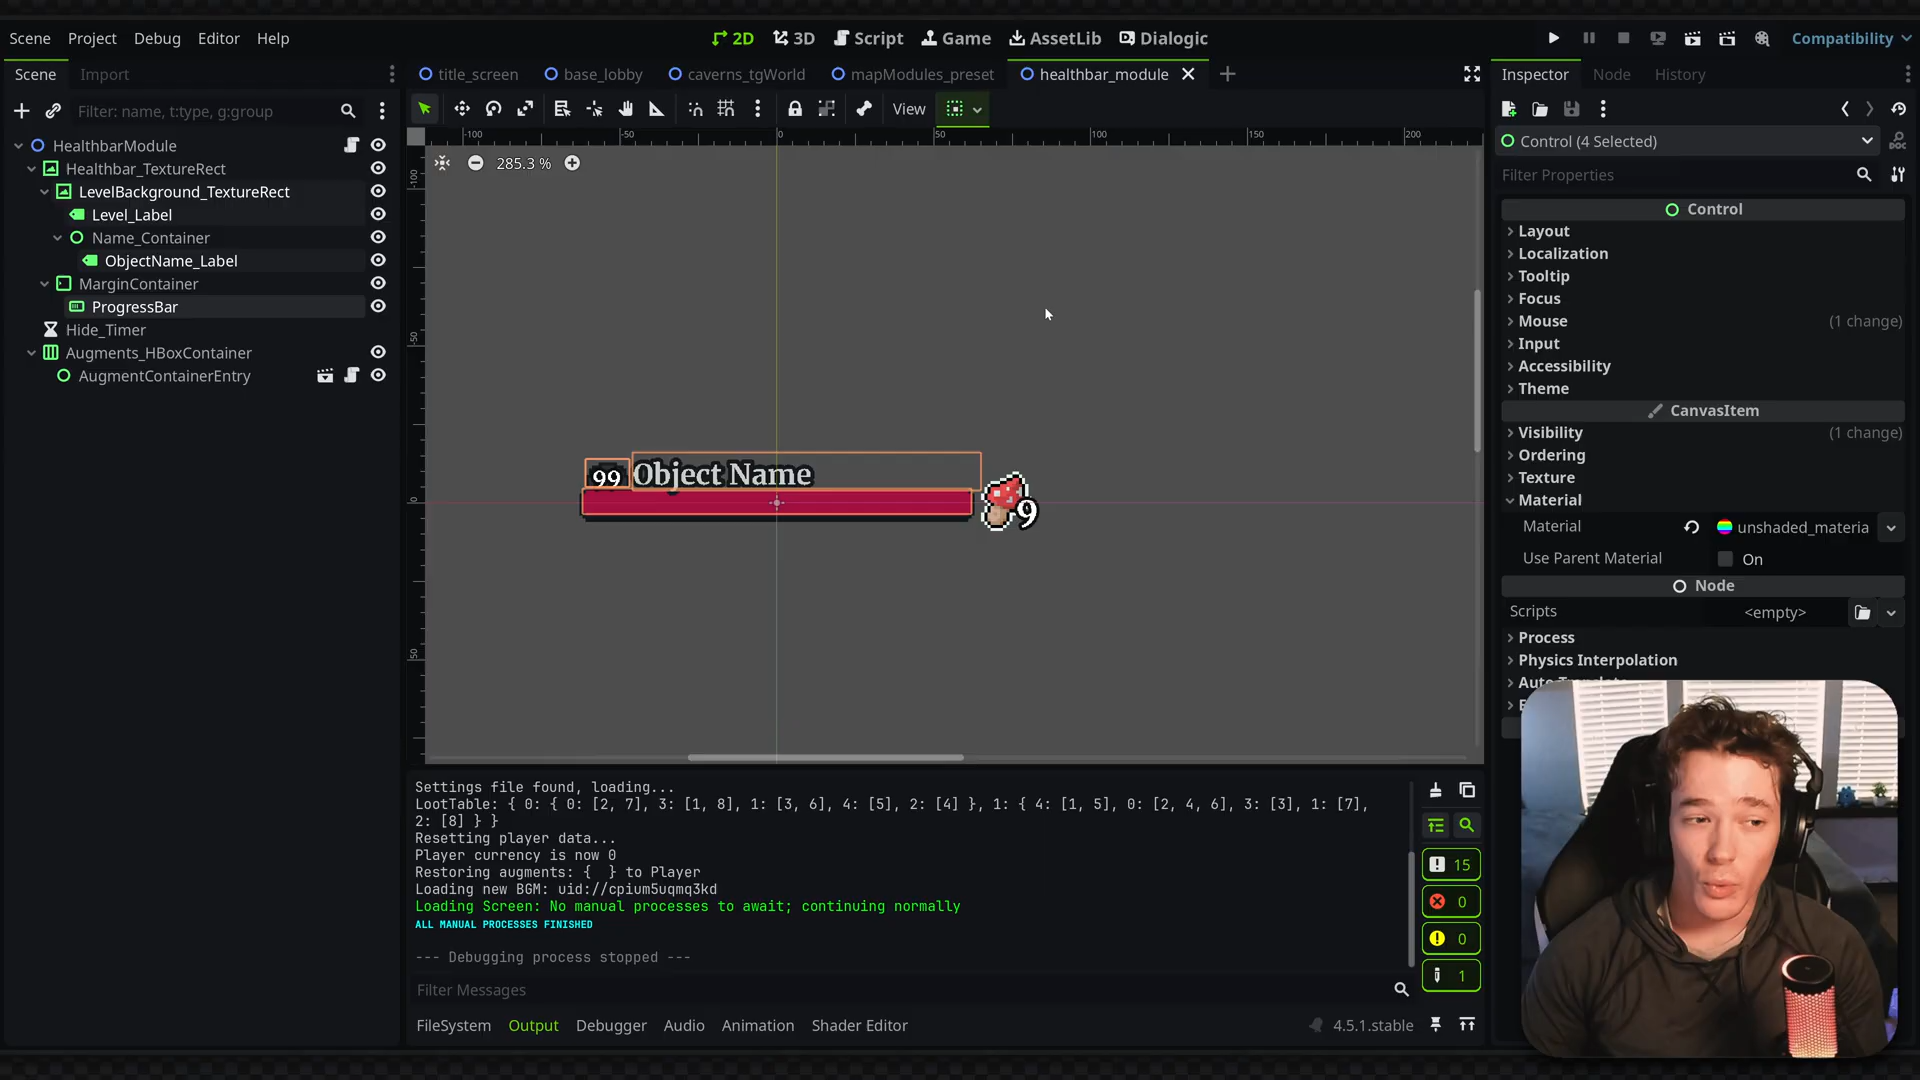 Scene Project Debug Editor Help
2D 3D Script Game AssetLib Dialogic
Compatibility
Scene Import
title_screen base_lobby caverns_tgWorld mapModules_preset healthbar_module
Inspector Node History
Filter: name, t:type, g:group
View
HealthbarModule
Healthbar_TextureRect
LevelBackground_TextureRect
Level_Label
Name_Container
ObjectName_Label
MarginContainer
ProgressBar
Hide_Timer
Augments_HBoxContainer
AugmentContainerEntry
-100 -50 0 50 100 150 200
285.3 %
-100
-50
0
50
99 Object Name
9
Control (4 Selected)
Filter Properties
Control
Layout
Localization
Tooltip
Focus
Mouse (1 change)
Input
Accessibility
Theme
CanvasItem
Visibility (1 change)
Ordering
Texture
Material
Material unshaded_materia
Use Parent Material On
Node
Scripts <empty>
Process
Physics Interpolation
Settings file found, loading...
LootTable: { 0: { 0: [2, 7], 3: [1, 8], 1: [3, 6], 4: [5], 2: [4] }, 1: { 4: [1, 5], 0: [2, 4, 6], 3: [3], 1: [7],
2: [8] } }
Resetting player data...
Player currency is now 0
Restoring augments: { } to Player
Loading new BGM: uid://cpium5uqmq3kd
Loading Screen: No manual processes to await; continuing normally
ALL MANUAL PROCESSES FINISHED
--- Debugging process stopped ---
15
0
0
1
Filter Messages
FileSystem Output Debugger Audio Animation Shader Editor
4.5.1.stable